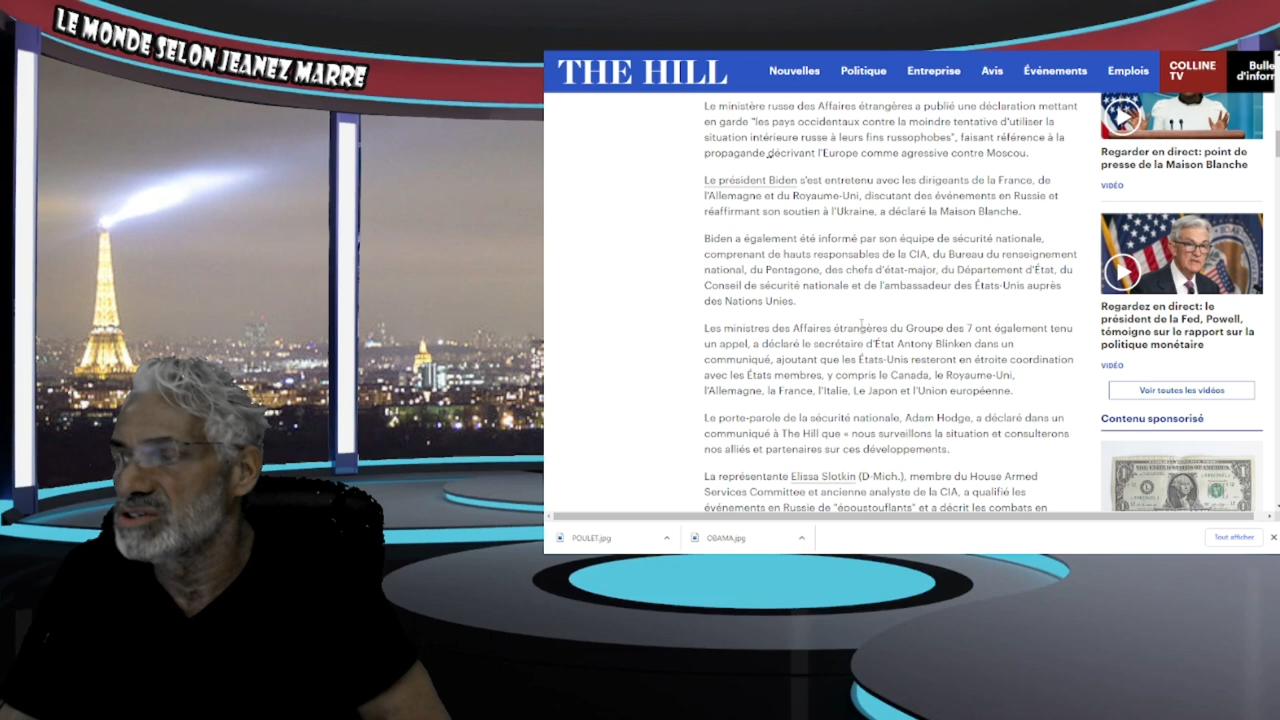 LE MONDE SELON JEANEZ MARRE
THE HILL
Nouvelles
Politique
Entreprise
Avis
Événements
Emplois
COLLINE
TV
Bulle
d'inform
Le ministère russe des Affaires étrangères a publié une déclaration mettant
en garde "les pays occidentaux contre la moindre tentative d'utiliser la
situation intérieure russe à leurs fins russophobes", faisant référence à la
propagande décrivant l'Europe comme agressive contre Moscou.
Le président Biden s'est entretenu avec les dirigeants de la France, de
l'Allemagne et du Royaume-Uni, discutant des événements en Russie et
réaffirmant son soutien à l'Ukraine, a déclaré la Maison Blanche.
Biden a également été informé par son équipe de sécurité nationale,
comprenant de hauts responsables de la CIA, du Bureau du renseignement
national, du Pentagone, des chefs d'état-major, du Département d'État, du
Conseil de sécurité nationale et de l'ambassadeur des États-Unis auprès
des Nations Unies.
Les ministres des Affaires étrangères du Groupe des 7 ont également tenu
un appel, a déclaré le secrétaire d'État Antony Blinken dans un
communiqué, ajoutant que les États-Unis resteront en étroite coordination
avec les États membres, y compris le Canada, le Royaume-Uni,
l'Allemagne, la France, l'Italie, Le Japon et l'Union européenne.
Le porte-parole de la sécurité nationale, Adam Hodge, a déclaré dans un
communiqué à The Hill que « nous surveillons la situation et consulterons
nos alliés et partenaires sur ces développements.
La représentante Elissa Slotkin (D-Mich.), membre du House Armed
Services Committee et ancienne analyste de la CIA, a qualifié les
événements en Russie de "époustouflants" et a décrit les combats en
Regarder en direct: point de
presse de la Maison Blanche
VIDÉO
Regardez en direct: le
président de la Fed, Powell,
témoigne sur le rapport sur la
politique monétaire
VIDÉO
Voir toutes les vidéos
Contenu sponsorisé
POULET.jpg
OBAMA.jpg
Tout afficher